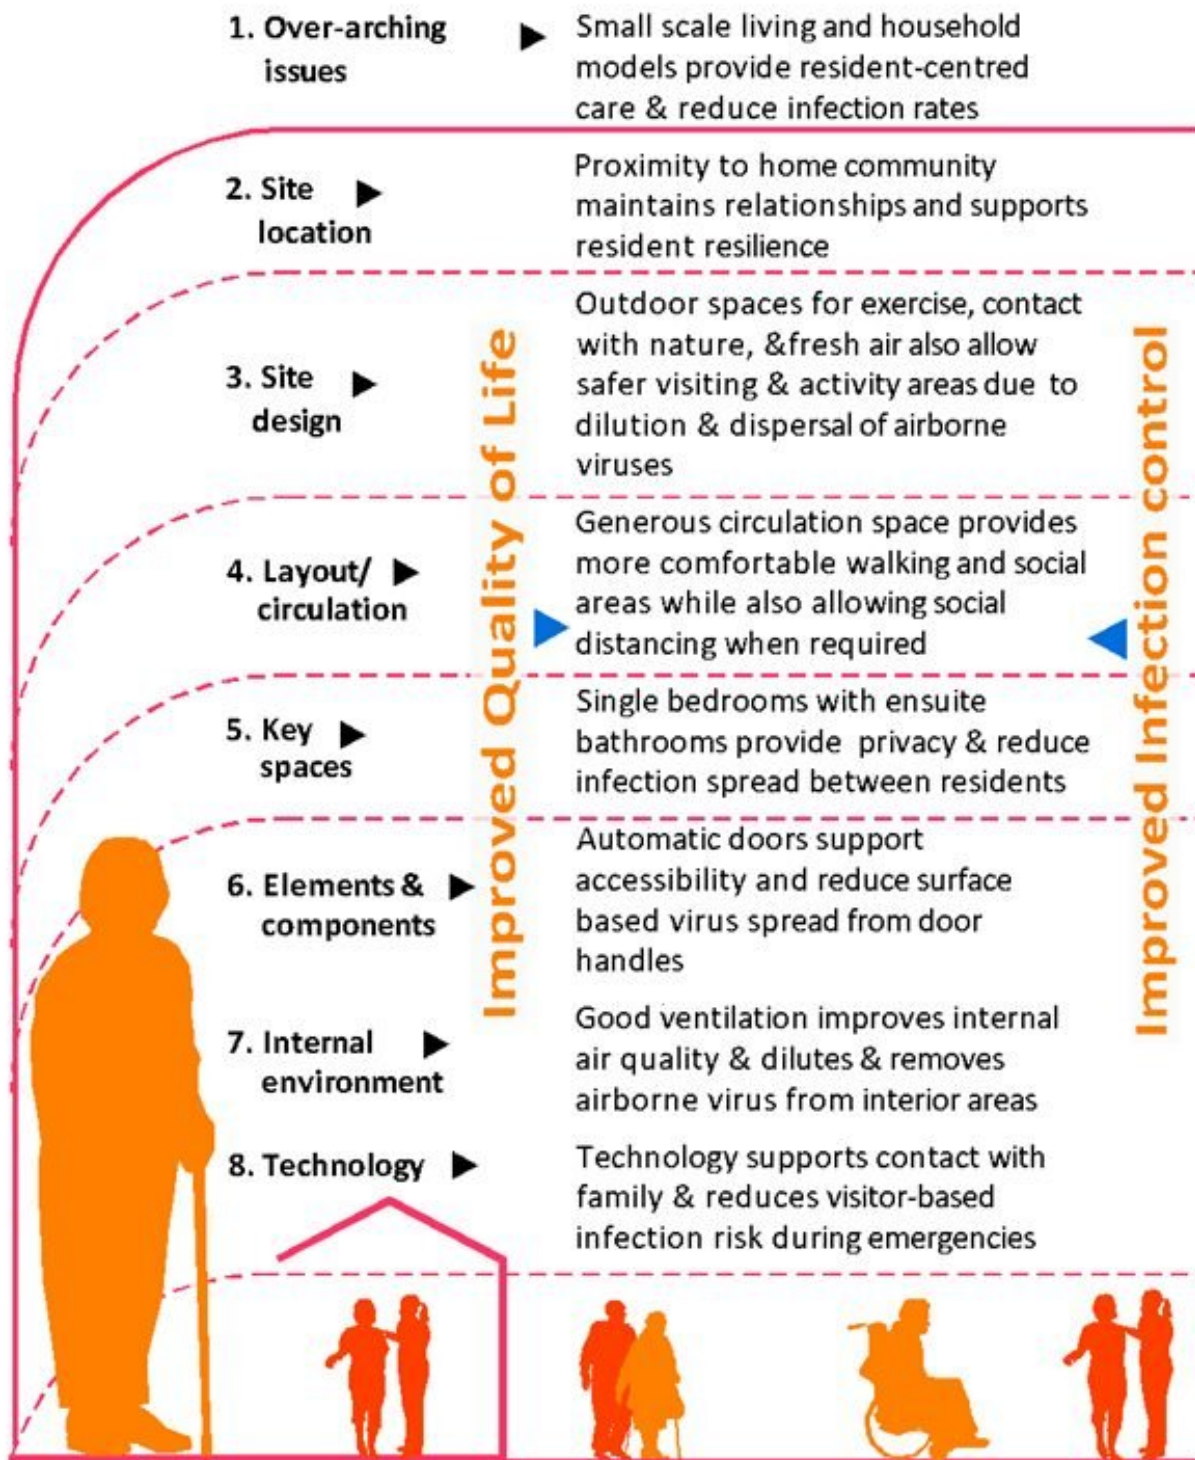 1. Over-arching
issues
Small scale living and household
models provide resident-centred
care & reduce infection rates
2. Site
location
Proximity to home community
maintains relationships and supports
resident resilience
3. Site
design
Outdoor spaces for exercise, contact
with nature, &fresh air also allow
safer visiting & activity areas due to
dilution & dispersal of airborne
viruses
4. Layout/
circulation
Generous circulation space provides
more comfortable walking and social
areas while also allowing social
distancing when required
5. Key
spaces
Single bedrooms with ensuite
bathrooms provide privacy & reduce
infection spread between residents
6. Elements &
components
Automatic doors support
accessibility and reduce surface
based virus spread from door
handles
7. Internal
environment
Good ventilation improves internal
air quality & dilutes & removes
airborne virus from interior areas
8. Technology
Technology supports contact with
family & reduces visitor-based
infection risk during emergencies
Improved Quality of Life
Improved Infection control